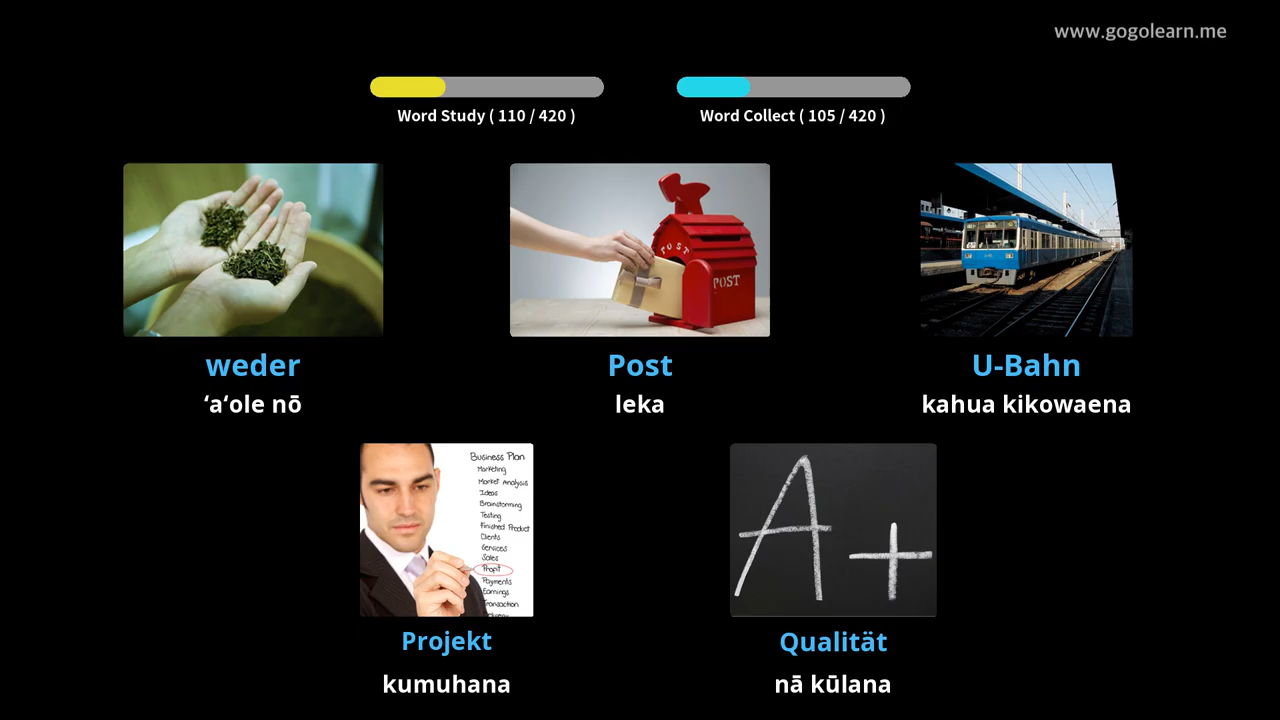 www.gogolearn.me
Word Study ( 110 / 420 )
Word Collect ( 105 / 420 )
POST
POST
weder
ʻaʻole nō
Post
leka
U-Bahn
kahua kikowaena
Business Plan
Marketing
Market Analysis
Ideas
Brainstorming
Testing
Finished Product
Clients
Services
Sales
Profit
Payments
Earnings
Transaction
A+
Projekt
kumuhana
Qualität
nā kūlana